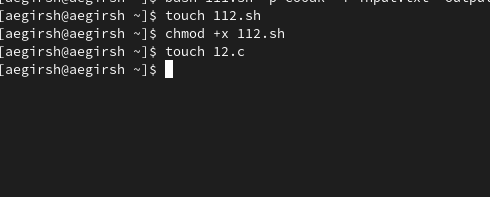 [aegirsh@aegirsh ~]$ touch 112.sh
[aegirsh@aegirsh ~]$ chmod +x 112.sh
[aegirsh@aegirsh ~]$ touch 12.c
[aegirsh@aegirsh ~]$